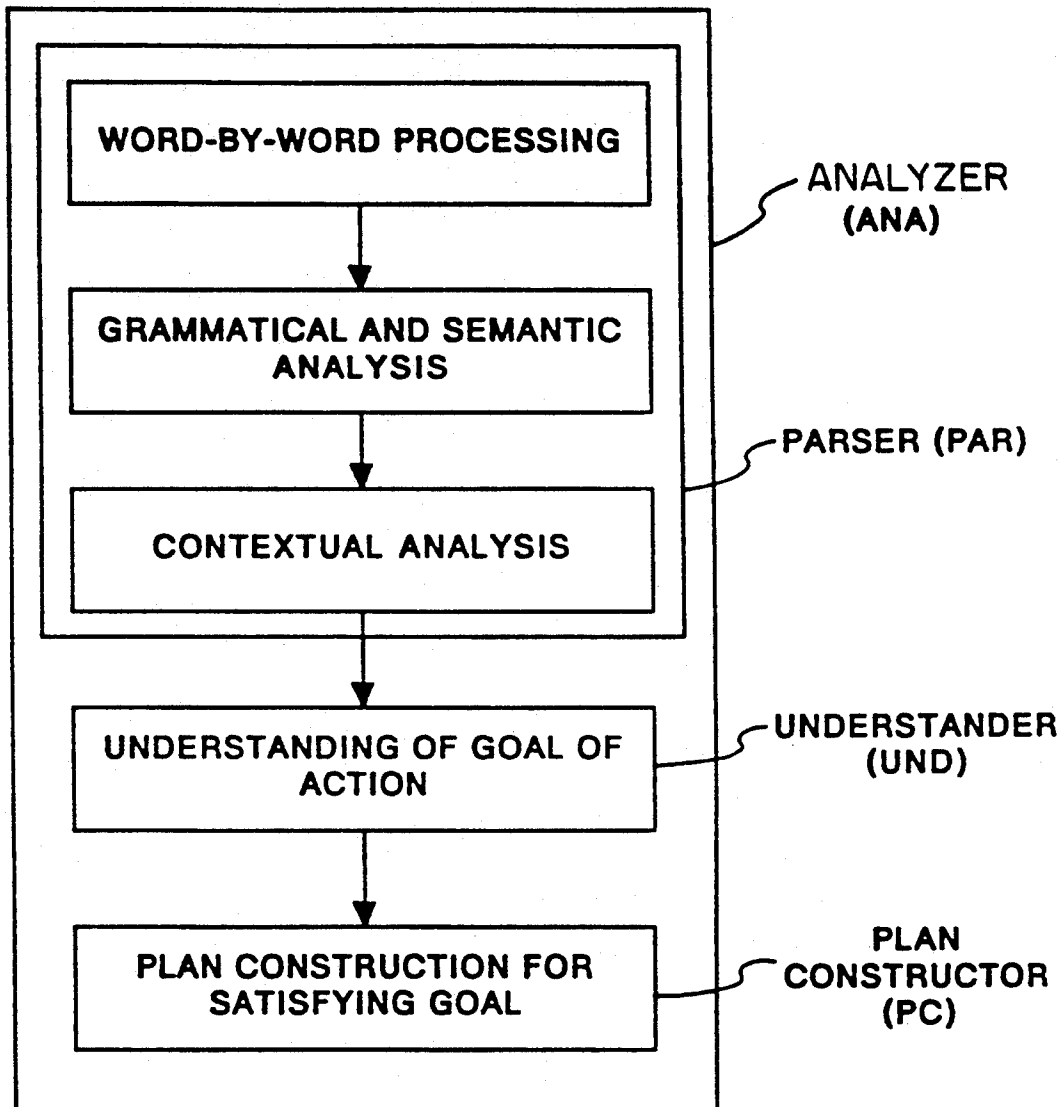 WORD-BY-WORD PROCESSING
ANALYZER
(ANA)
GRAMMATICAL AND SEMANTIC
ANALYSIS
PARSER (PAR)
CONTEXTUAL ANALYSIS
UNDERSTANDING OF GOAL OF
ACTION
UNDERSTANDER
(UND)
PLAN CONSTRUCTION FOR
SATISFYING GOAL
PLAN
CONSTRUCTOR
(PC)